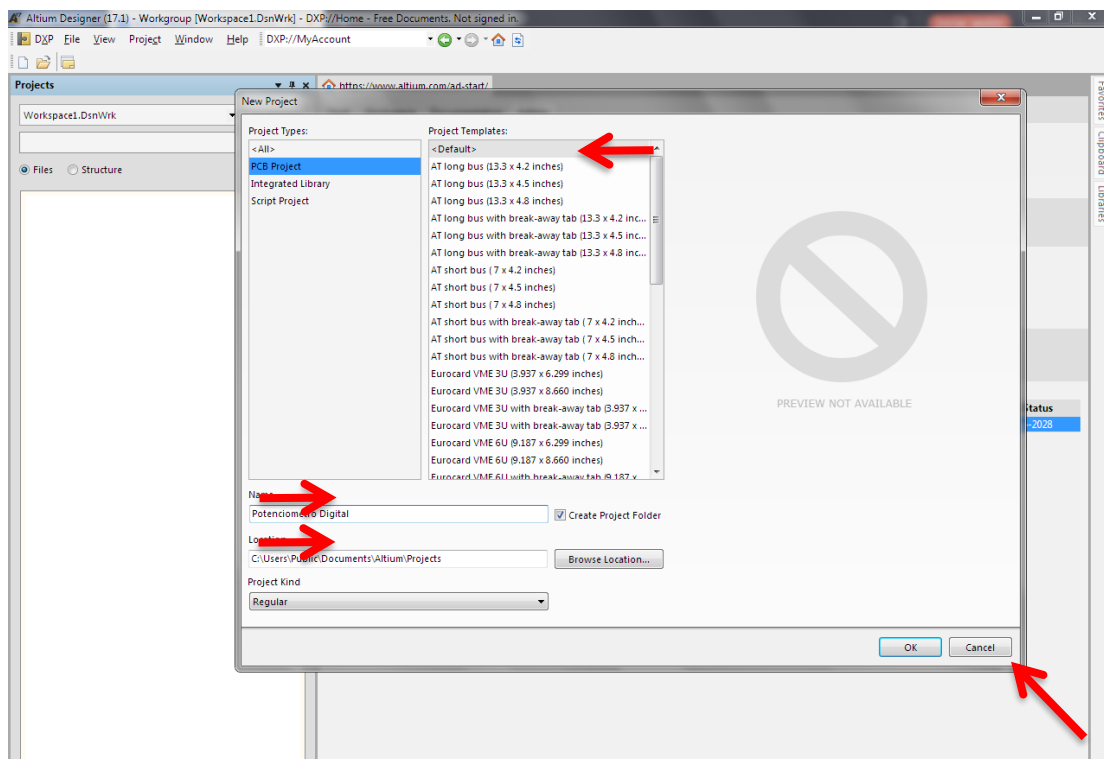 Altium Designer (17.1) - Workgroup [Workspace1.DsnWrk] - DXP://Home - Free Documents. Not signed in.
DXP File View Project Window Help DXP://MyAccount
Projects
https://www.altium.com/ad-start/
Workspace1.DsnWrk
Files Structure
New Project
Project Types:
<All>
PCB Project
Integrated Library
Script Project
Project Templates:
<Default>
AT long bus (13.3 x 4.2 inches)
AT long bus (13.3 x 4.5 inches)
AT long bus (13.3 x 4.8 inches)
AT long bus with break-away tab (13.3 x 4.2 inc...
AT long bus with break-away tab (13.3 x 4.5 inc...
AT long bus with break-away tab (13.3 x 4.8 inc...
AT short bus ( 7 x 4.2 inches)
AT short bus ( 7 x 4.5 inches)
AT short bus ( 7 x 4.8 inches)
AT short bus with break-away tab ( 7 x 4.2 inch...
AT short bus with break-away tab ( 7 x 4.5 inch...
AT short bus with break-away tab ( 7 x 4.8 inch...
Eurocard VME 3U (3.937 x 6.299 inches)
Eurocard VME 3U (3.937 x 8.660 inches)
Eurocard VME 3U with break-away tab (3.937 x ...
Eurocard VME 3U with break-away tab (3.937 x ...
Eurocard VME 6U (9.187 x 6.299 inches)
Eurocard VME 6U (9.187 x 8.660 inches)
Eurocard VME 6U with break-away tab (9.187 x
PREVIEW NOT AVAILABLE
Name
Potenciometro Digital
Create Project Folder
Location
C:\Users\Public\Documents\Altium\Projects
Browse Location...
Project Kind
Regular
OK Cancel
Status
-2028
Favorites
Clipboard
Libraries